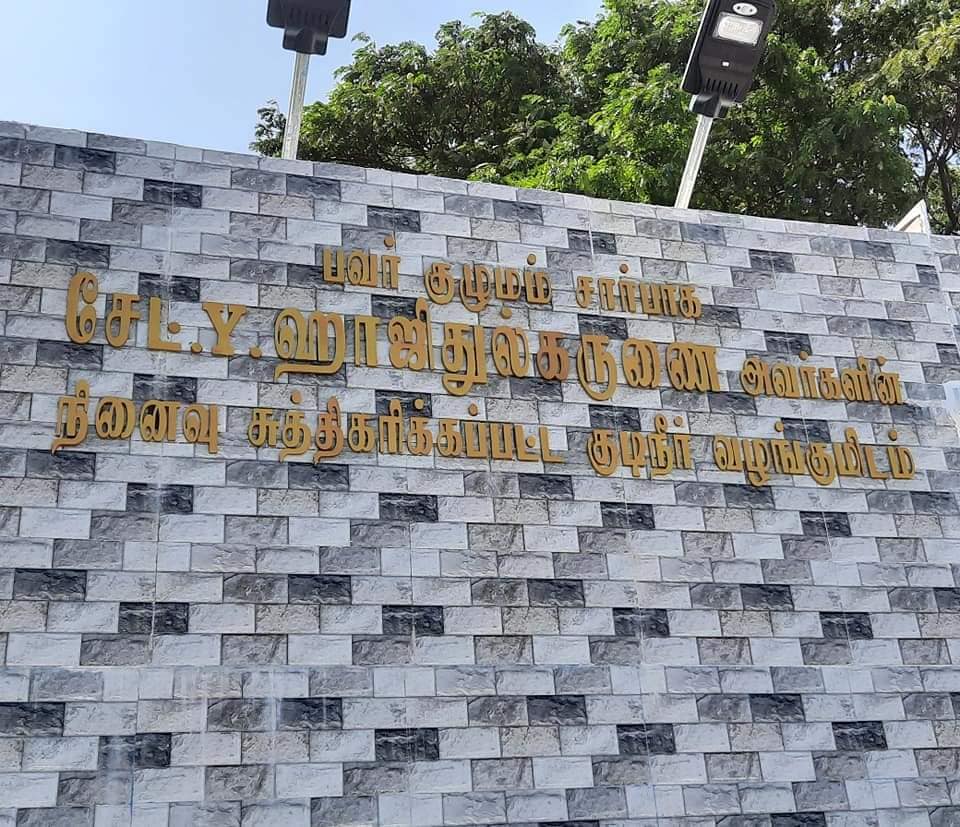 பவர் குழுமம் சார்பாக
சேட்.Y.ஹாஜிதுல்கருணை அவர்களின்
நினைவு சுத்திகரிக்கப்பட்ட குடிநீர் வழங்குமிடம்